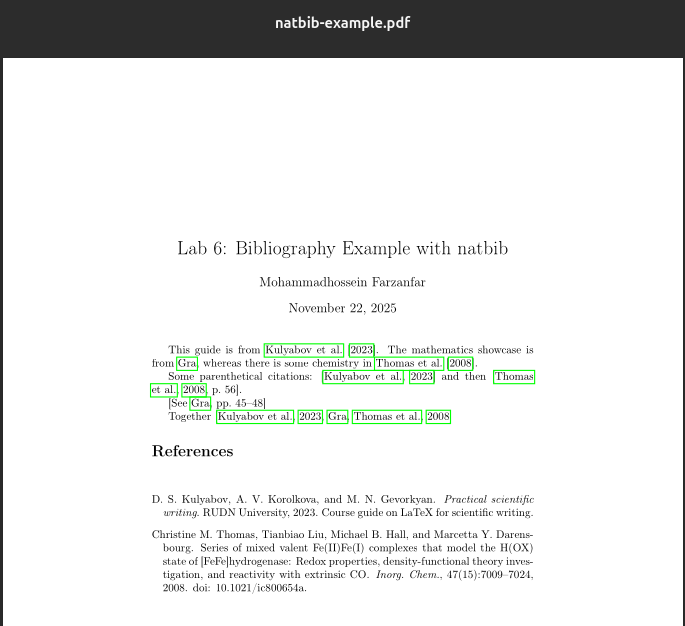 natbib-example.pdf
Lab 6: Bibliography Example with natbib
Mohammadhossein Farzanfar
November 22, 2025
This guide is from Kulyabov et al. [2023]. The mathematics showcase is
from Gra, whereas there is some chemistry in Thomas et al. [2008].
Some parenthetical citations: [Kulyabov et al., 2023] and then [Thomas
et al., 2008, p. 56].
[See Gra, pp. 45–48]
Together [Kulyabov et al., 2023, Gra, Thomas et al., 2008]
References
D. S. Kulyabov, A. V. Korolkova, and M. N. Gevorkyan. Practical scientific
writing. RUDN University, 2023. Course guide on LaTeX for scientific writing.
Christine M. Thomas, Tianbiao Liu, Michael B. Hall, and Marcetta Y. Darens-
bourg. Series of mixed valent Fe(II)Fe(I) complexes that model the H(OX)
state of [FeFe]hydrogenase: Redox properties, density-functional theory inves-
tigation, and reactivity with extrinsic CO. Inorg. Chem., 47(15):7009–7024,
2008. doi: 10.1021/ic800654a.